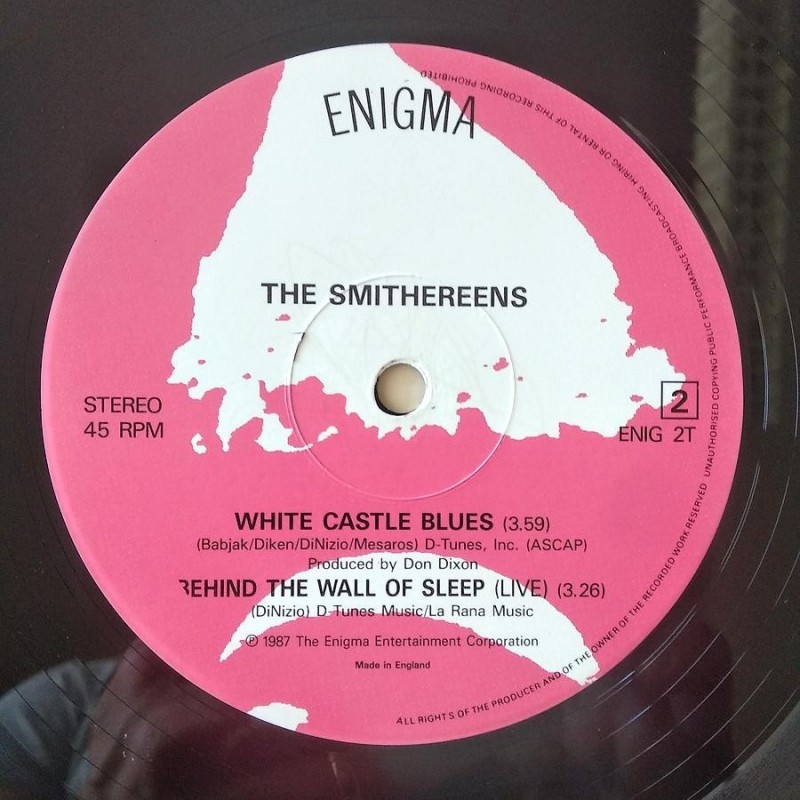 ENIGMA
THE SMITHEREENS
STEREO
45 RPM
2
ENIG 2T
WHITE CASTLE BLUES (3.59)
(Babjak/Diken/DiNizio/Mesaros) D-Tunes, Inc. (ASCAP)
Produced by Don Dixon
BEHIND THE WALL OF SLEEP (LIVE) (3.26)
(DiNizio) D-Tunes Music/La Rana Music
℗ 1987 The Enigma Entertainment Corporation
Made in England
ALL RIGHTS OF THE PRODUCER AND OF THE OWNER OF THE RECORDED WORK RESERVED UNAUTHORISED COPYING PUBLIC PERFORMANCE BROADCASTING HIRING OR RENTAL OF THIS RECORDING PROHIBITED